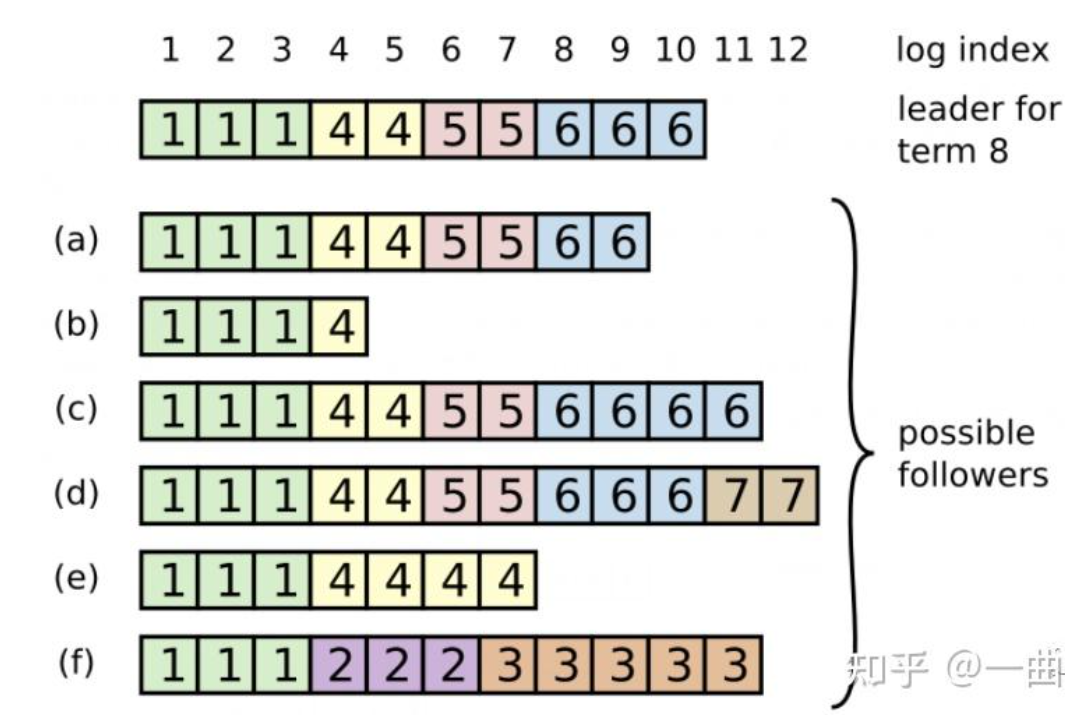 1 2 3 4 5 6 7 8 9 10 11 12 log index
1 1 1 4 4 5 5 6 6 6 leader for
term 8
(a) 1 1 1 4 4 5 5 6 6
(b) 1 1 1 4
(c) 1 1 1 4 4 5 5 6 6 6 6
possible
followers
(d) 1 1 1 4 4 5 5 6 6 6 7 7
(e) 1 1 1 4 4 4 4
(f) 1 1 1 2 2 2 3 3 3 3 3
知乎 @一曲